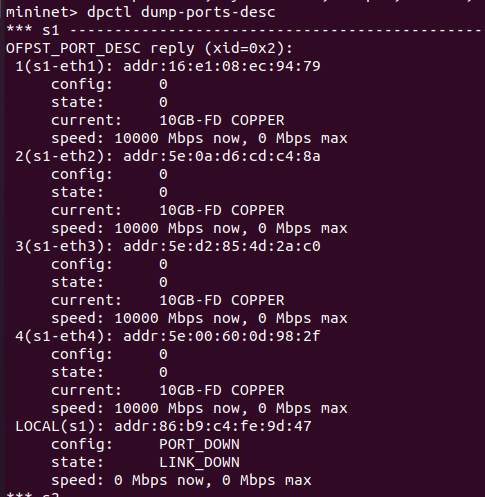 mininet> dpctl dump-ports-desc
*** s1 ----------------------------------------------
OFPST_PORT_DESC reply (xid=0x2):
 1(s1-eth1): addr:16:e1:08:ec:94:79
     config:     0
     state:      0
     current:    10GB-FD COPPER
     speed: 10000 Mbps now, 0 Mbps max
 2(s1-eth2): addr:5e:0a:d6:cd:c4:8a
     config:     0
     state:      0
     current:    10GB-FD COPPER
     speed: 10000 Mbps now, 0 Mbps max
 3(s1-eth3): addr:5e:d2:85:4d:2a:c0
     config:     0
     state:      0
     current:    10GB-FD COPPER
     speed: 10000 Mbps now, 0 Mbps max
 4(s1-eth4): addr:5e:00:60:0d:98:2f
     config:     0
     state:      0
     current:    10GB-FD COPPER
     speed: 10000 Mbps now, 0 Mbps max
 LOCAL(s1): addr:86:b9:c4:fe:9d:47
     config:     PORT_DOWN
     state:      LINK_DOWN
     speed: 0 Mbps now, 0 Mbps max